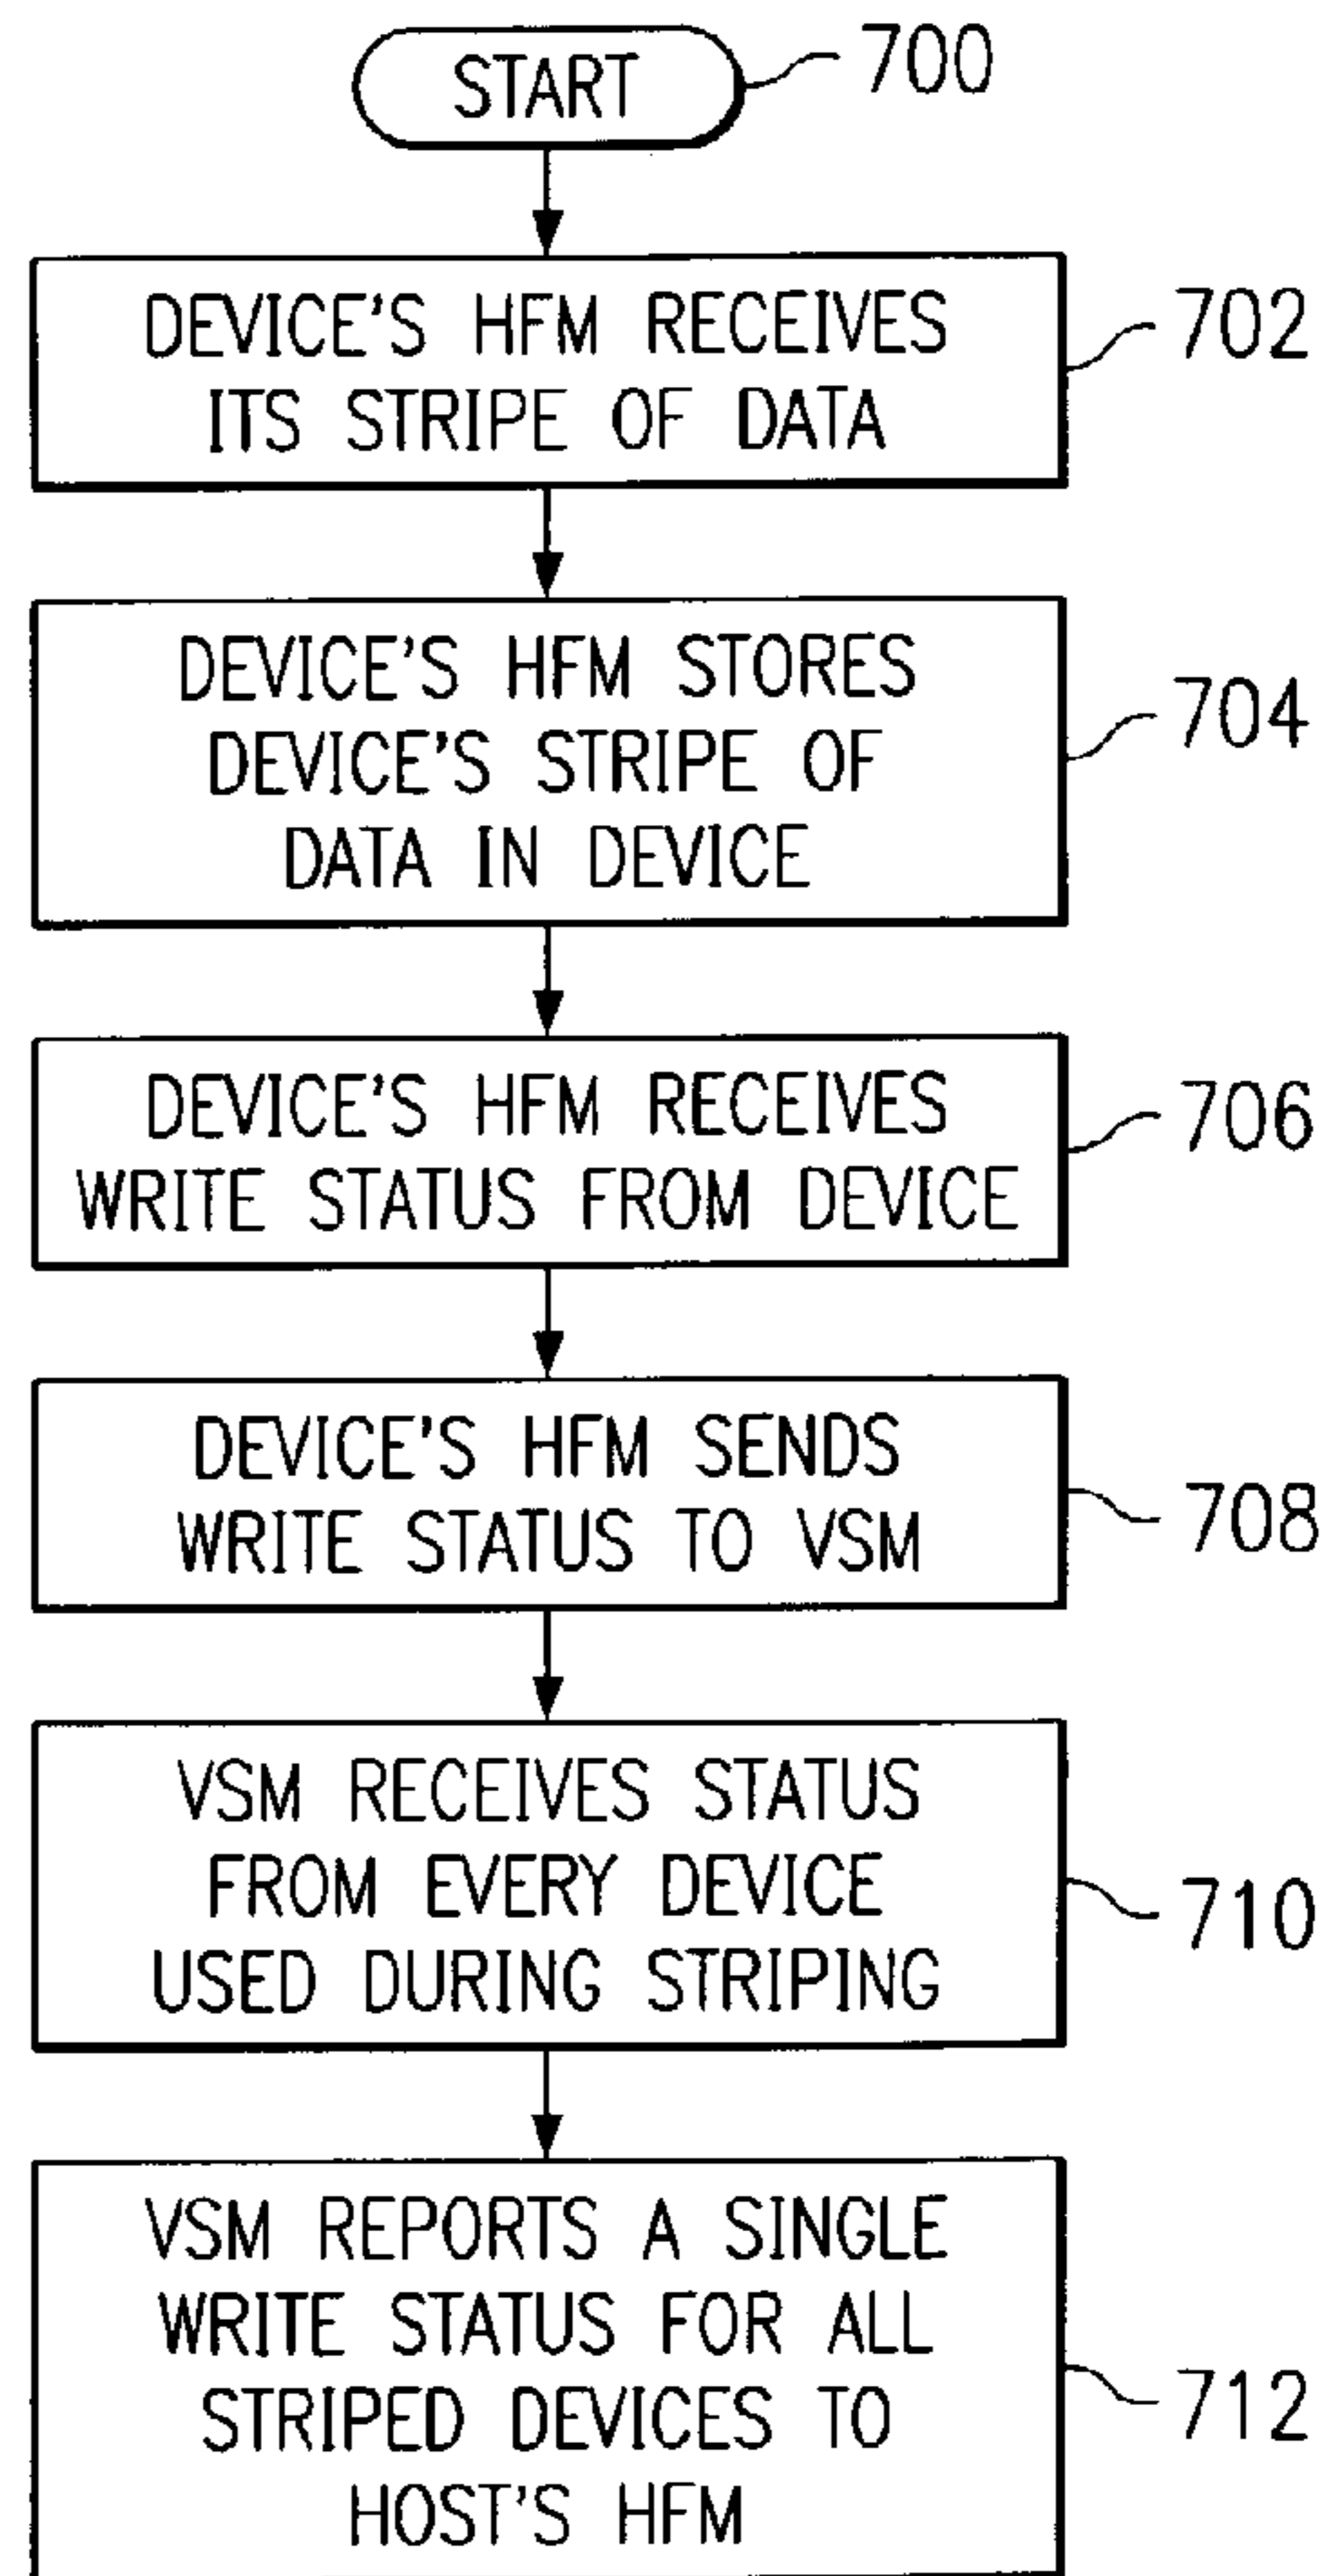 START
700
DEVICE'S HFM RECEIVES
ITS STRIPE OF DATA
702
DEVICE'S HFM STORES
DEVICE'S STRIPE OF
DATA IN DEVICE
704
DEVICE'S HFM RECEIVES
WRITE STATUS FROM DEVICE
706
DEVICE'S HFM SENDS
WRITE STATUS TO VSM
708
VSM RECEIVES STATUS
FROM EVERY DEVICE
USED DURING STRIPING
710
VSM REPORTS A SINGLE
WRITE STATUS FOR ALL
STRIPED DEVICES TO
HOST'S HFM
712